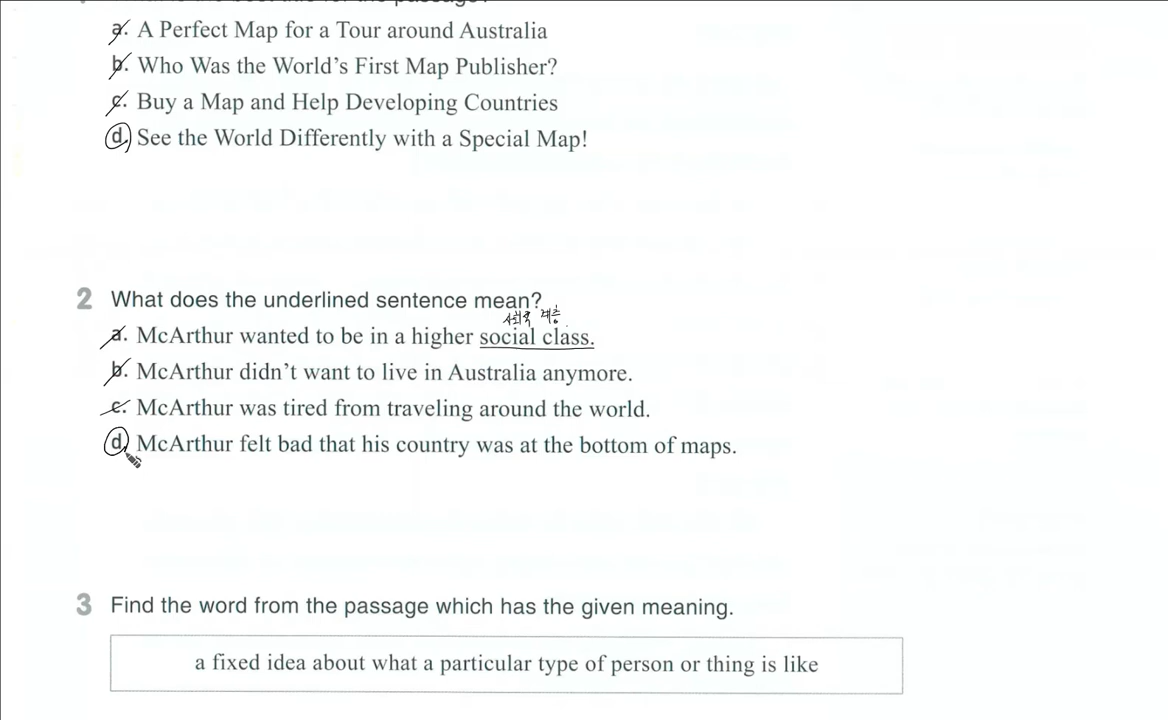 a. A Perfect Map for a Tour around Australia
b. Who Was the World's First Map Publisher?
c. Buy a Map and Help Developing Countries
d. See the World Differently with a Special Map!
2 What does the underlined sentence mean?
사회적 계층
a. McArthur wanted to be in a higher social class.
b. McArthur didn't want to live in Australia anymore.
c. McArthur was tired from traveling around the world.
d. McArthur felt bad that his country was at the bottom of maps.
3 Find the word from the passage which has the given meaning.
a fixed idea about what a particular type of person or thing is like